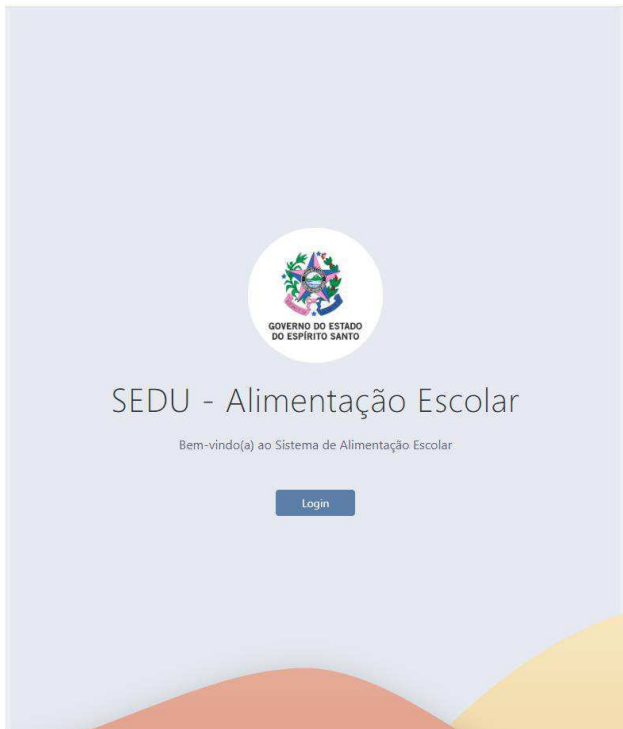 GOVERNO DO ESTADO
DO ESPÍRITO SANTO
SEDU - Alimentação Escolar
Bem-vindo(a) ao Sistema de Alimentação Escolar
Login